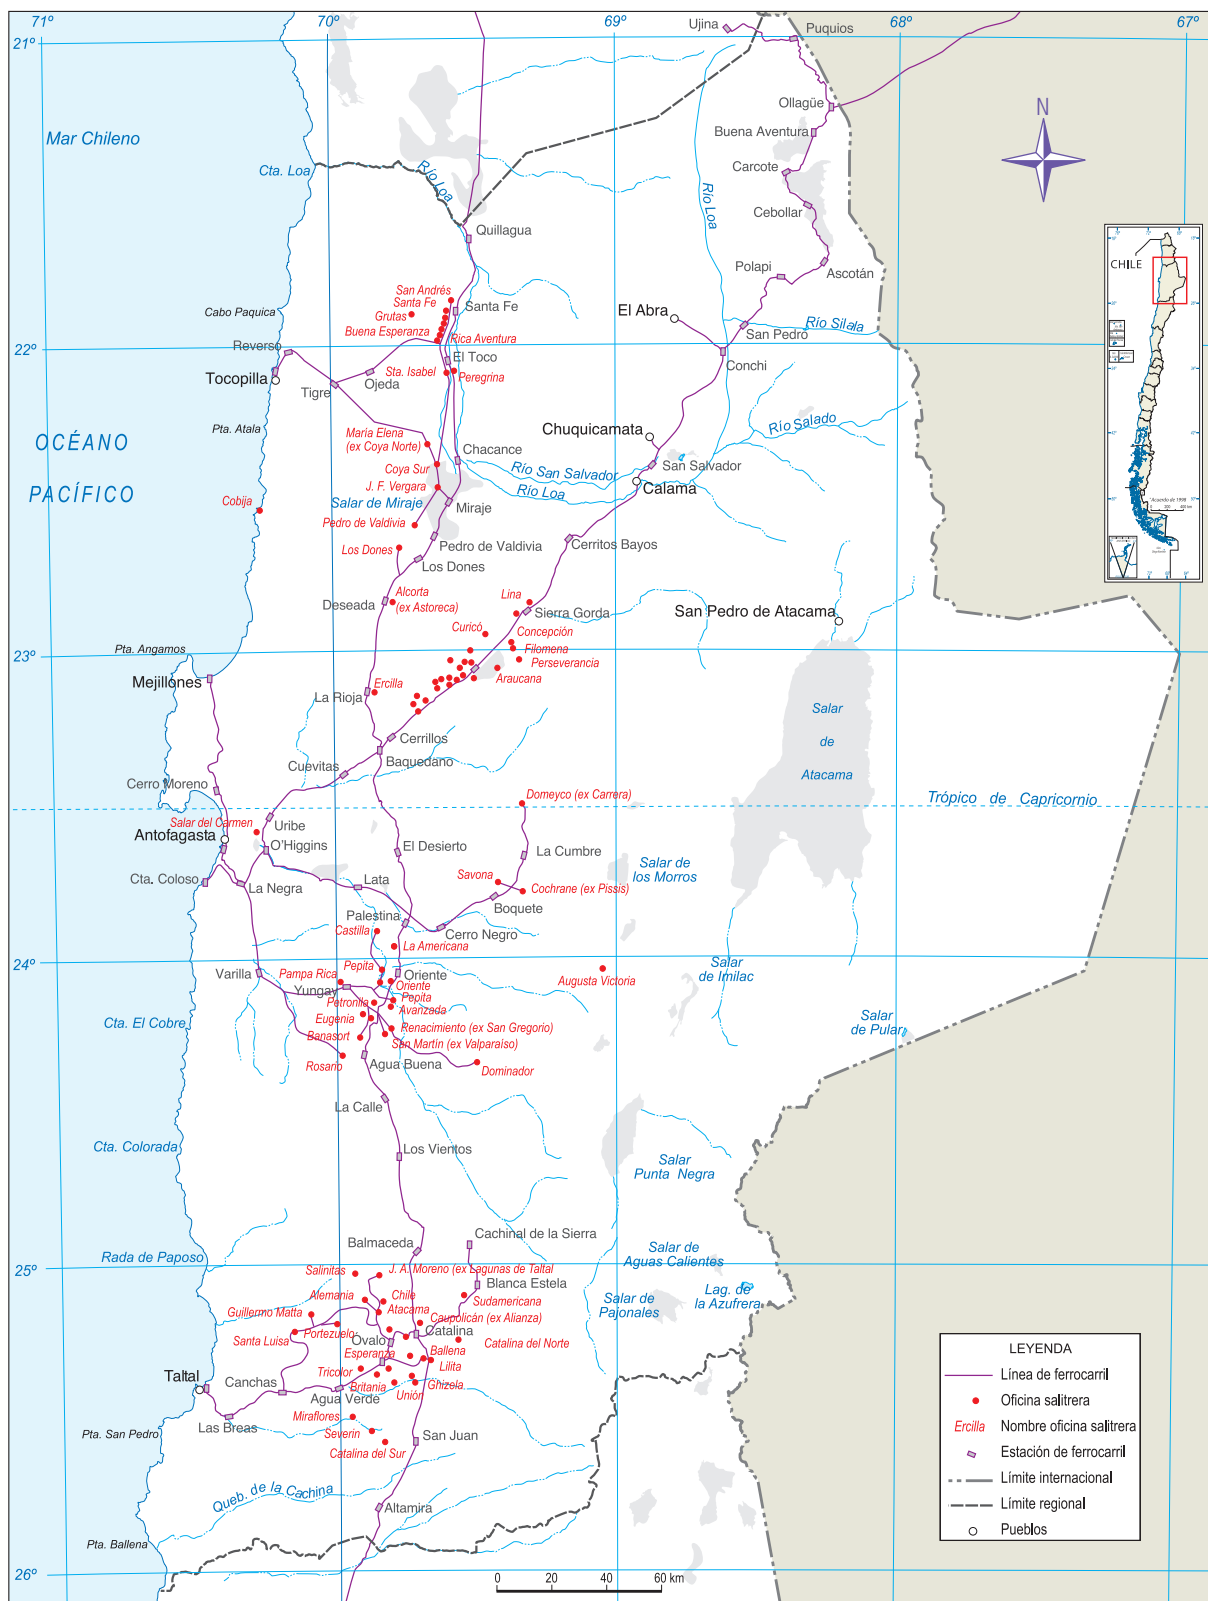 71º
70º
69º
68º
67º
21º
22º
23º
24º
25º
26º
Ujina
Puquios
Ollagüe
Mar Chileno
Buena Aventura
N
Cta. Loa
Río Loa
Carcote
Río Loa
Cebollar
Quillagua
CHILE
Polapi
Ascotán
San Andrés
Santa Fe
Santa Fe
Grutas
Cabo Paquica
El Abra
Buena Esperanza
Rica Aventura
Río Silala
San Pedro
Reverso
El Toco
Conchi
Tocopilla
Tigre
Ojeda
Sta. Isabel
Peregrina
Pta. Atala
María Elena
(ex Coya Norte)
Chuquicamata
Río Salado
OCÉANO
PACÍFICO
Chacance
Coya Sur
Río San Salvador
San Salvador
J. F. Vergara
Río Loa
Calama
Cobija
Salar de Miraje
Miraje
"Acuerdo de 1998"
Pedro de Valdivia
Pedro de Valdivia
Cerritos Bayos
Los Dones
Los Dones
Deseada
Alcorta
(ex Astoreca)
Lina
Sierra Gorda
San Pedro de Atacama
Curicó
Concepción
Filomena
Perseverancia
Pta. Angamos
Mejillones
Ercilla
La Rioja
Araucana
Salar
de
Atacama
Cerrillos
Baquedano
Cuevitas
Cerro Moreno
Domeyco (ex Carrera)
Trópico de Capricornio
Salar del Carmen
Uribe
Antofagasta
O'Higgins
El Desierto
La Cumbre
Salar de
los Morros
Cta. Coloso
La Negra
Lata
Savona
Cochrane (ex Pissis)
Boquete
Palestina
Castilla
Cerro Negro
La Americana
Varilla
Pampa Rica
Pepita
Oriente
Oriente
Augusta Victoria
Salar
de Imilac
Yungay
Petronila
Pepita
Avanzada
Eugenia
Cta. El Cobre
Salar
de Pular
Banasort
Renacimiento (ex San Gregorio)
San Martín (ex Valparaíso)
Rosario
Agua Buena
Dominador
La Calle
Cta. Colorada
Los Vientos
Salar
Punta Negra
Rada de Paposo
Balmaceda
Cachinal de la Sierra
Salar de
Aguas Calientes
Salinitas
J. A. Moreno (ex Lagunas de Taltal
Blanca Estela
Alemania
Chile
Sudamericana
Salar de
Pajonales
Lag. de
la Azufrera
Guillermo Matta
Atacama
Caupolicán (ex Alianza)
Santa Luisa
Portezuelo
Ovalo
Catalina
Catalina del Norte
Esperanza
Ballena
Lilita
Tricolor
Taltal
Canchas
Britania
Ghizela
Agua Verde
Unión
Las Breas
Miraflores
Pta. San Pedro
Severin
San Juan
Catalina del Sur
Queb. de la Cachina
Altamira
Pta. Ballena
0 20 40 60 km
LEYENDA
Línea de ferrocarril
Oficina salitrera
Ercilla Nombre oficina salitrera
Estación de ferrocarril
Límite internacional
Límite regional
Pueblos